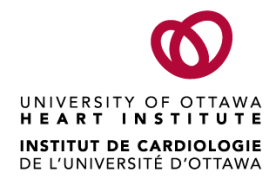 UNIVERSITY OF OTTAWA
HEART INSTITUTE
INSTITUT DE CARDIOLOGIE
DE L'UNIVERSITÉ D'OTTAWA